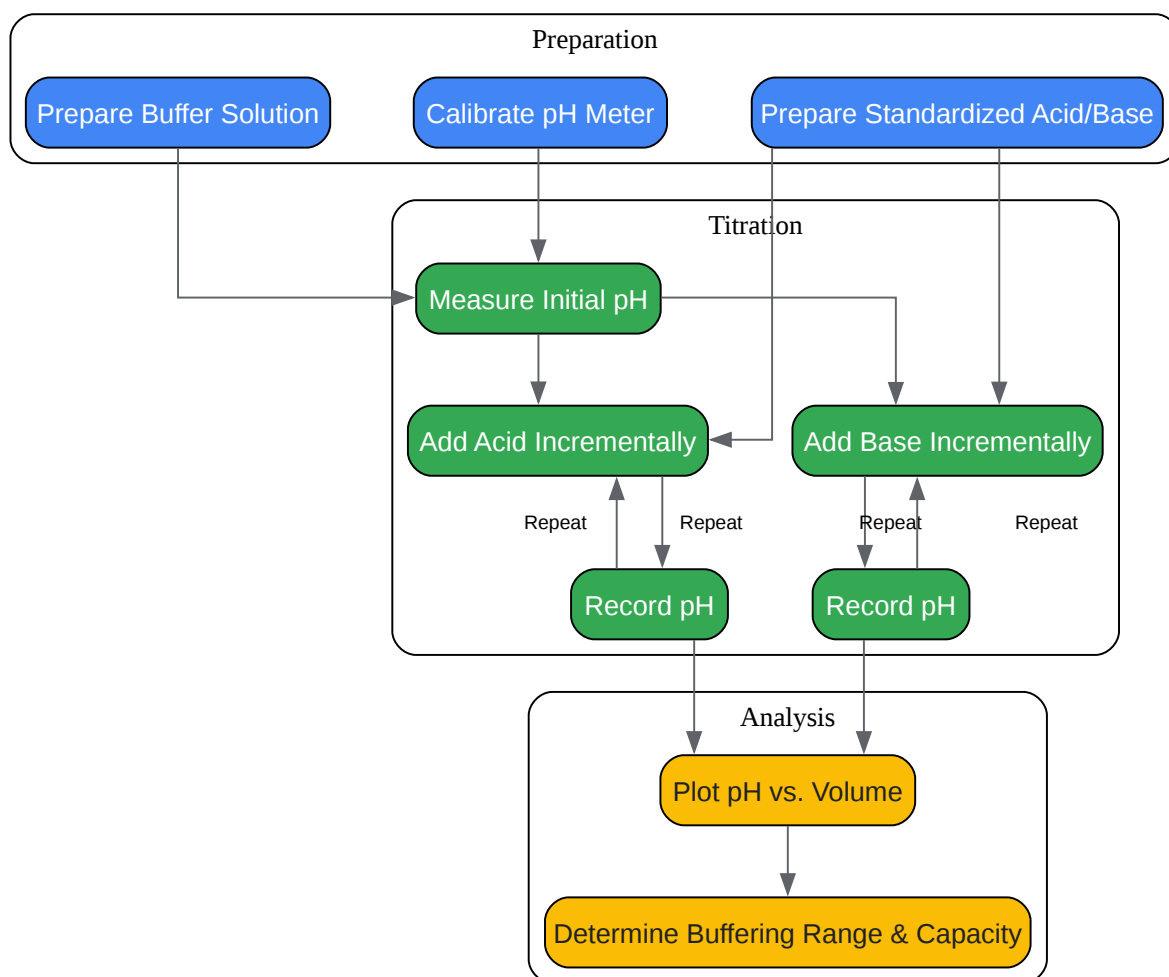 Preparation
Prepare Buffer Solution
Calibrate pH Meter
Prepare Standardized Acid/Base
Titration
Measure Initial pH
Add Acid Incrementally
Add Base Incrementally
Repeat
Repeat
Repeat
Repeat
Record pH
Record pH
Analysis
Plot pH vs. Volume
Determine Buffering Range & Capacity